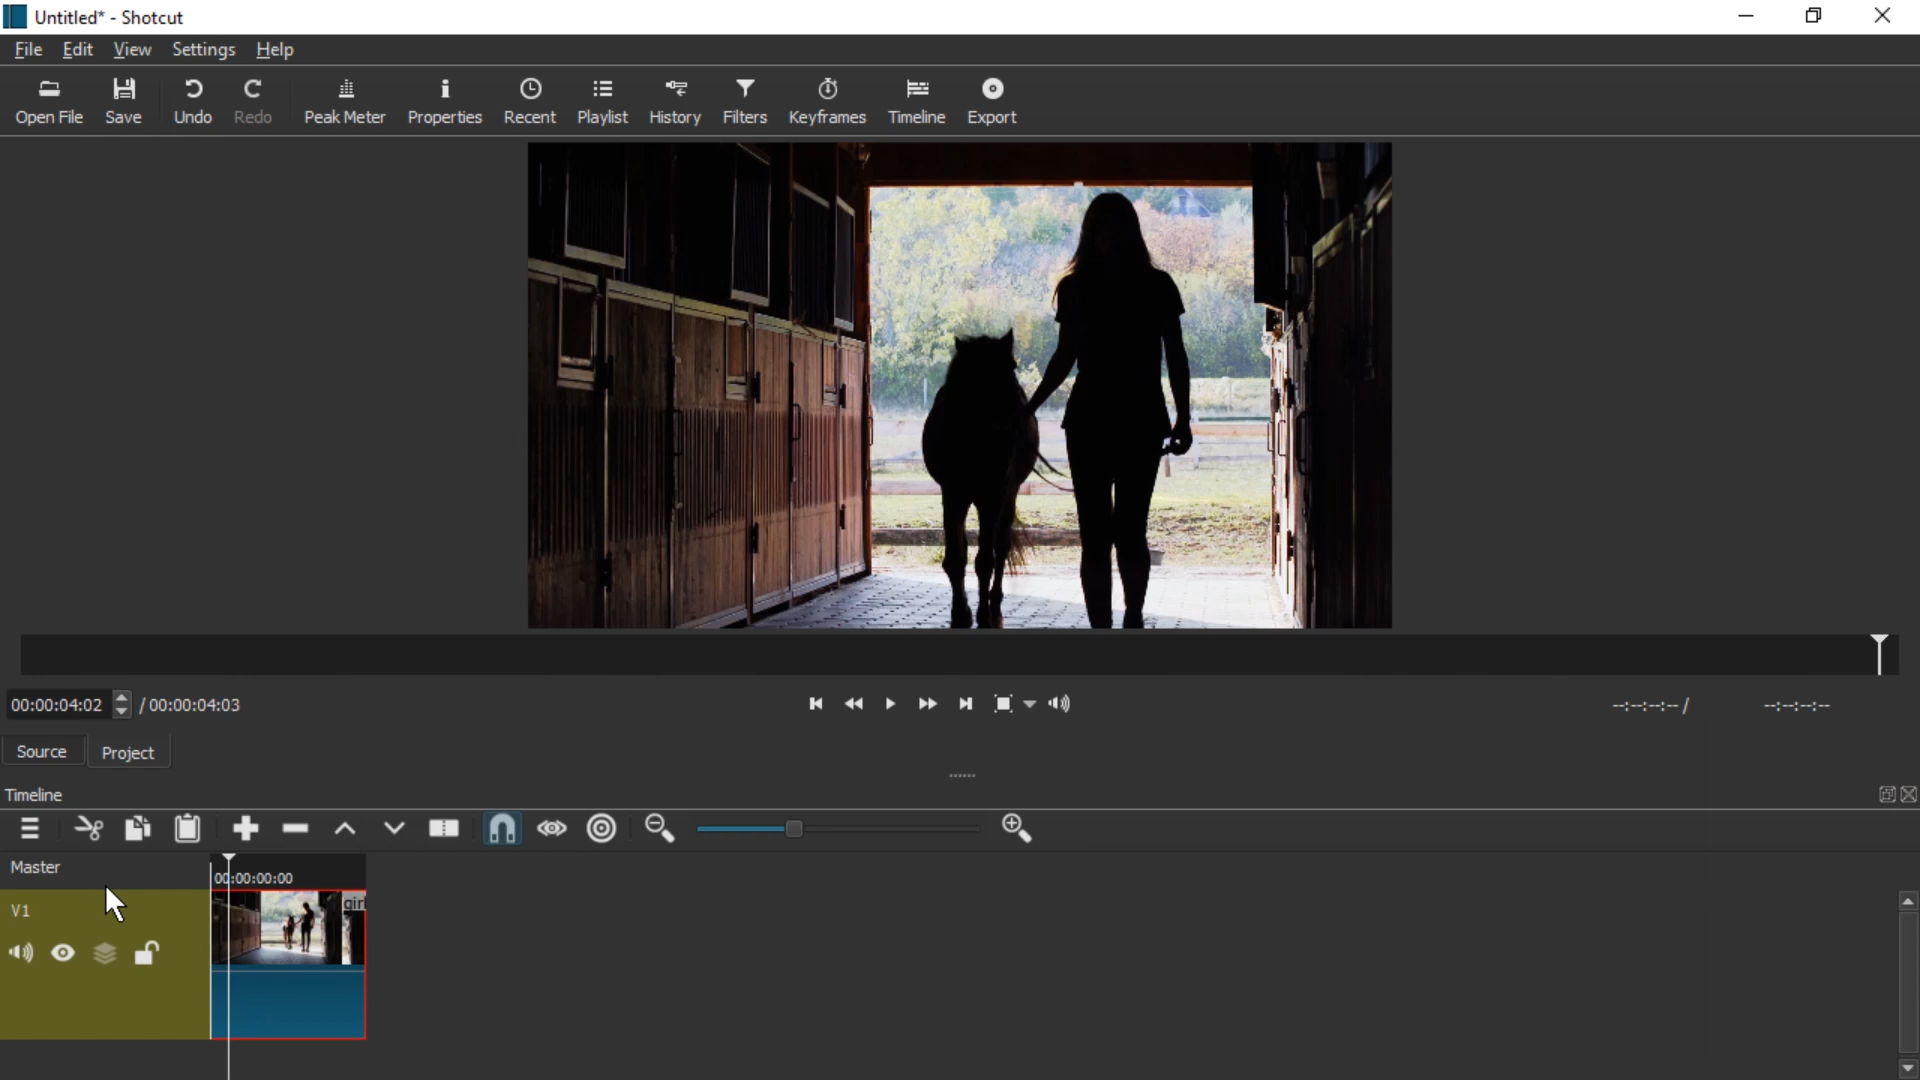 Untitled* - Shotcut
File Edit View Settings Help
Open File Save Undo Redo Peak Meter Properties Recent Playlist History Filters Keyframes Timeline Export
00:00:04:02 / 00:00:04:03 --:--:--:-- / --:--:--:--
Source Project
Timeline
Master 00:00:00:00
V1 girl